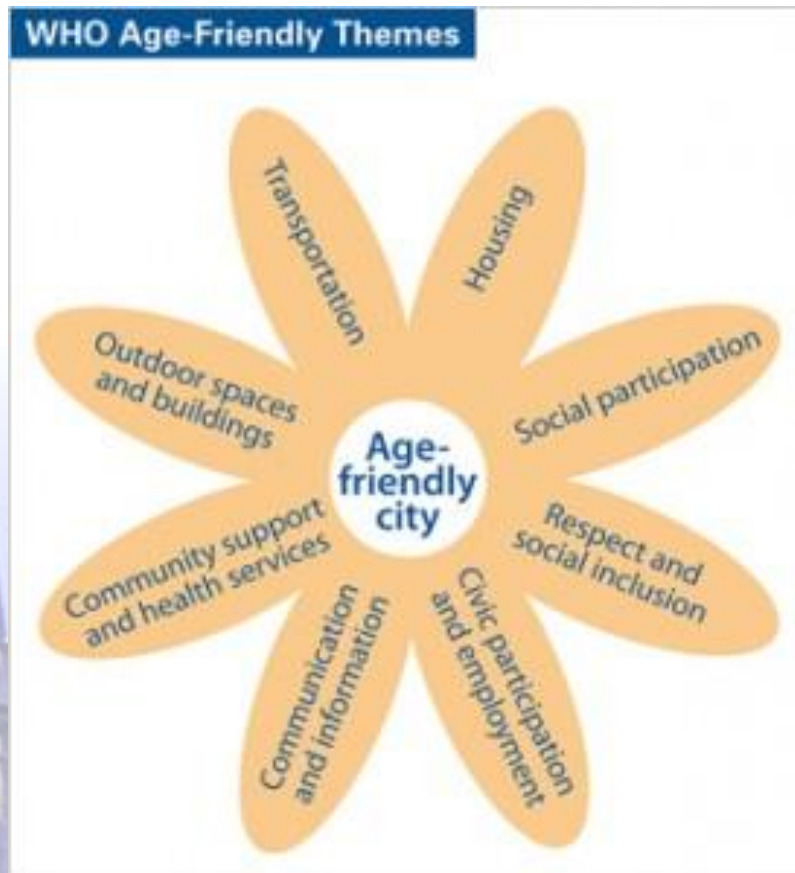 WHO Age-Friendly Themes
Transportation
Housing
Social participation
Respect and
social inclusion
Civic participation
and employment
Communication
and information
Community support
and health services
Outdoor spaces
and buildings
Age-
friendly
city